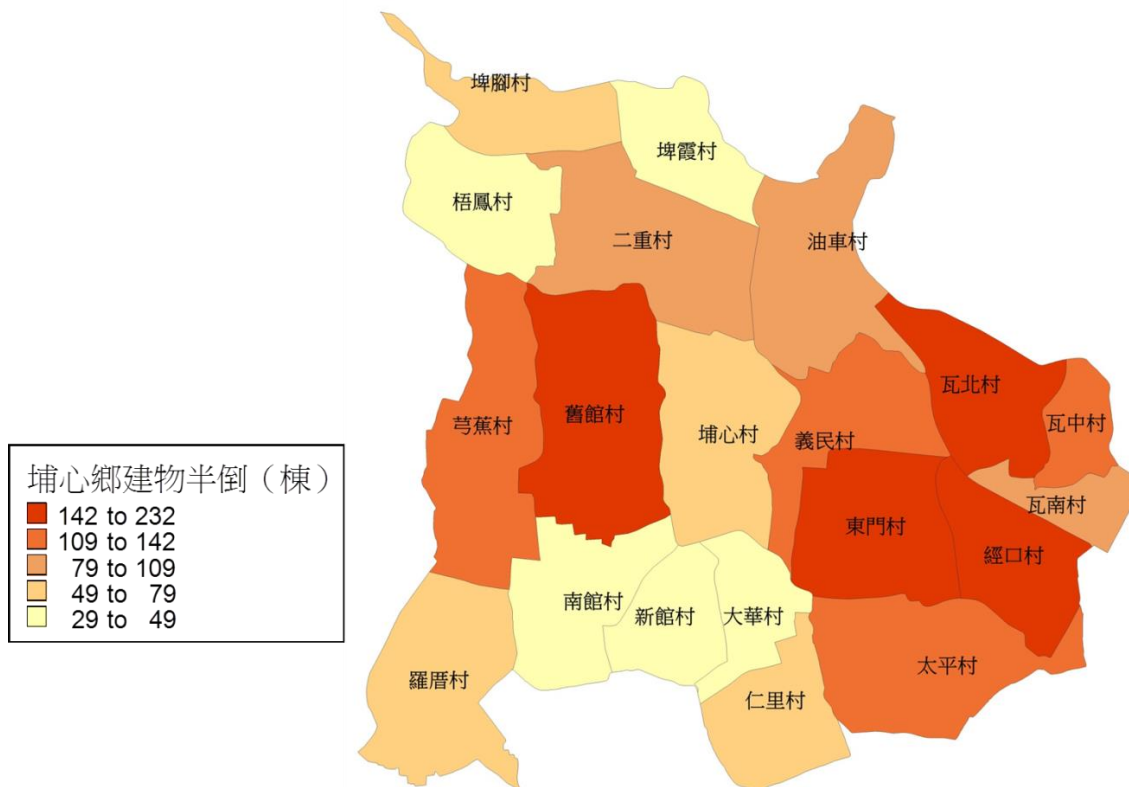 埤腳村
埤霞村
梧鳳村
二重村
油車村
瓦北村
芎蕉村
舊館村
埔心村
義民村
瓦中村
瓦南村
東門村
經口村
南館村
新館村
大華村
太平村
羅厝村
仁里村
埔心鄉建物半倒（棟）
142 to 232
109 to 142
79 to 109
49 to 79
29 to 49